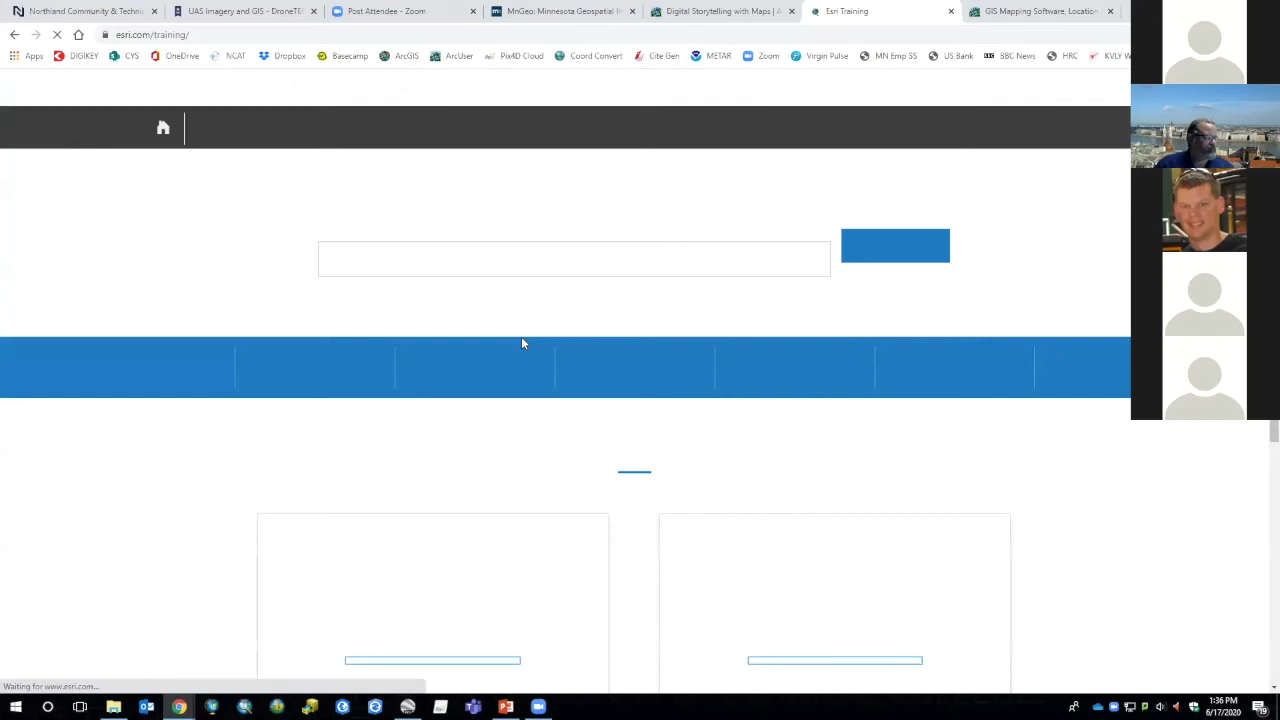 Northland Community & Technic
UAS Imagery and GIS - DroneTEC
Post Attendee - Zoom
MnGeo: Minnesota Geospatial In
Digital Storytelling with Maps | A
Esri Training
GIS Mapping Software, Location
esri.com/training/
Apps
DIGIKEY
CYS
OneDrive
NCAT
Dropbox
Basecamp
ArcGIS
ArcUser
Pix4D Cloud
Coord Convert
Cite Gen
METAR
Zoom
Virgin Pulse
MN Emp SS
US Bank
BBC News
HRC
KVLY W
Waiting for www.esri.com...
1:36 PM
6/17/2020
19